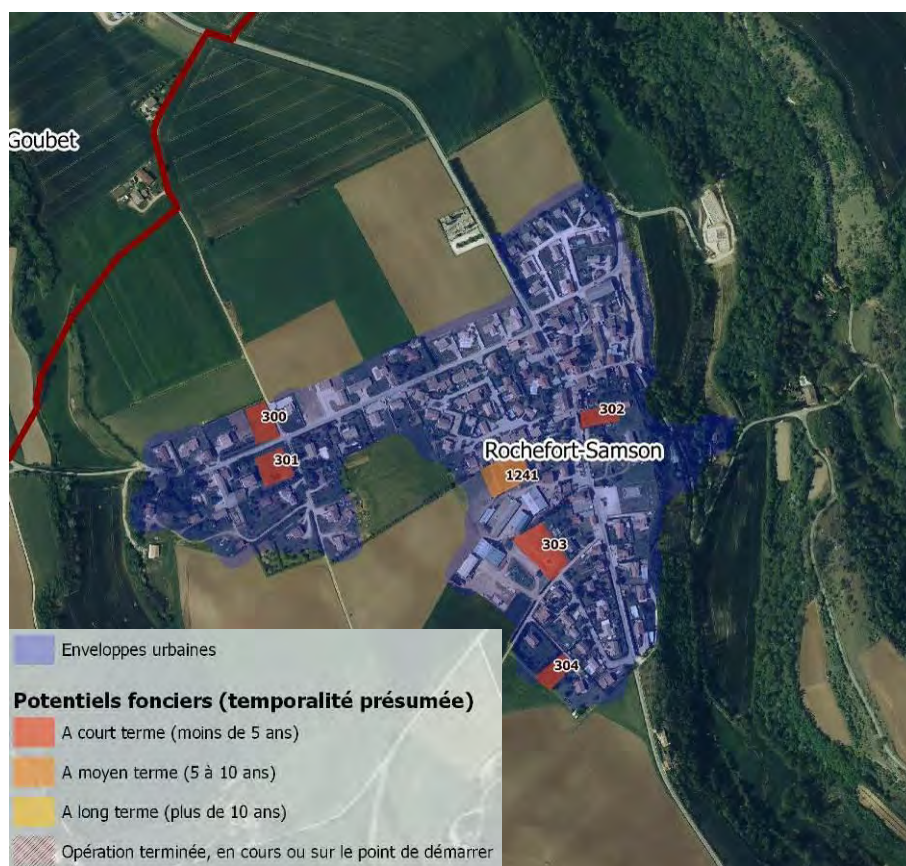 Goubet
300
301
302
Rochefort-Samson
1241
303
304
Enveloppes urbaines
Potentiels fonciers (temporalité présumée)
A court terme (moins de 5 ans)
A moyen terme (5 à 10 ans)
A long terme (plus de 10 ans)
Opération terminée, en cours ou sur le point de démarrer